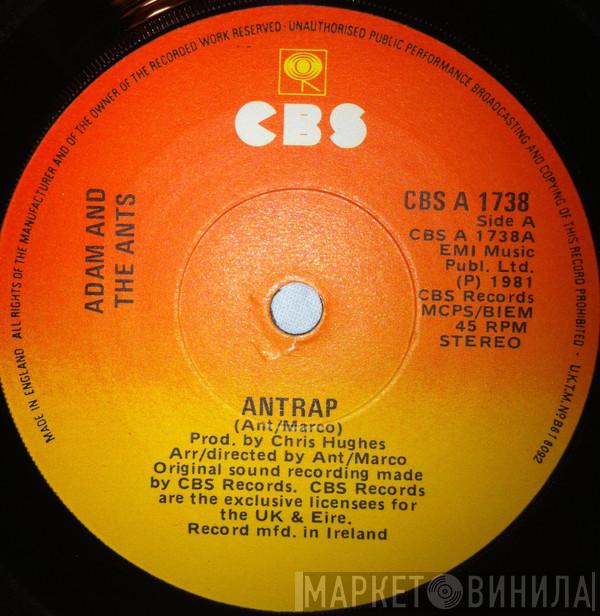 MADE IN ENGLAND ALL RIGHTS OF THE MANUFACTURER AND OF THE OWNER OF THE RECORDED WORK RESERVED · UNAUTHORISED PUBLIC PERFORMANCE BROADCASTING AND COPYING OF THIS RECORD PROHIBITED · U.K.T.M. Nº B618092
CBS
ADAM AND
THE ANTS
CBS A 1738
Side A
CBS A 1738A
EMI Music
Publ. Ltd.
(P) 1981
CBS Records
MCPS/BIEM
45 RPM
STEREO
ANTRAP
(Ant/Marco)
Prod. by Chris Hughes
Arr/directed by Ant/Marco
Original sound recording made
by CBS Records. CBS Records
are the exclusive licensees for
the UK & Eire.
Record mfd. in Ireland
МАРКЕТ ВИНИЛА